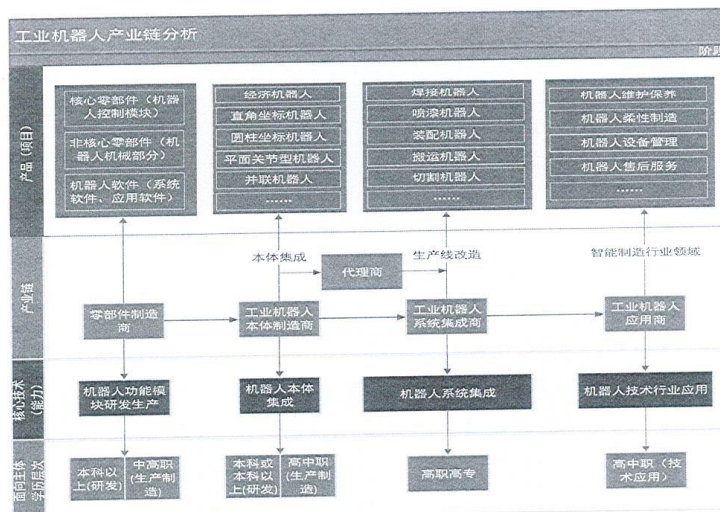 工业机器人产业链分析
阶段
产品（项目）
核心零部件（机器
人控制模块）
非核心零部件（机
器人机械部分）
机器人软件（系统
软件、应用软件）
经济机器人
直角坐标机器人
圆柱坐标机器人
平面关节型机器人
并联机器人
......
焊接机器人
喷漆机器人
装配机器人
搬运机器人
切割机器人
......
机器人维护保养
机器人柔性制造
机器人设备管理
机器人售后服务
......
产业链
本体集成
代理商
生产线改造
智能制造行业领域
零部件制造
商
工业机器人
本体制造商
工业机器人
系统集成商
工业机器人
应用商
核心技术
（能力）
机器人功能模
块研发生产
机器人本体
集成
机器人系统集成
机器人技术行业应用
面向主体
学历层次
本科以
上(研发)
中高职
(生产制
造)
本科或
本科以
上(研发)
高中职
(生产制
造)
高职高专
高中职（技
术应用）